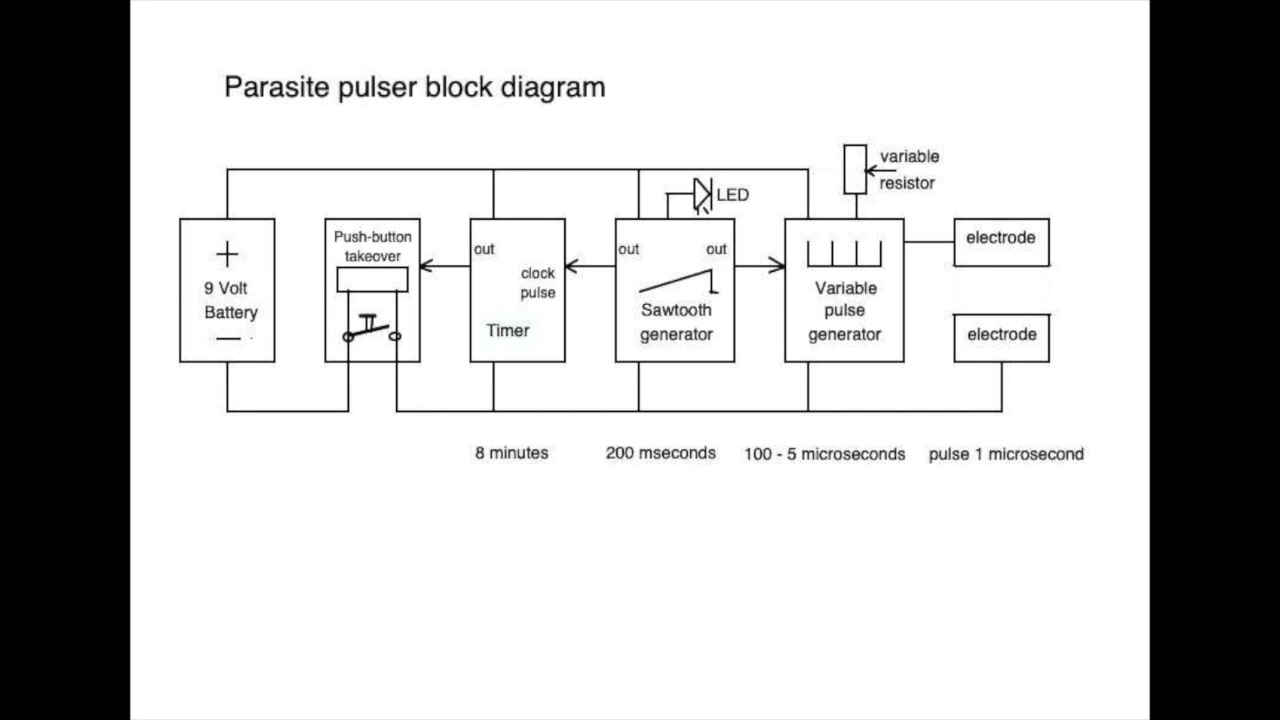 Parasite pulser block diagram
variable
resistor
LED
+
9 Volt
Battery
—
Push-button
takeover
out
clock
pulse
Timer
out
out
Sawtooth
generator
Variable
pulse
generator
electrode
electrode
8 minutes
200 mseconds
100 - 5 microseconds
pulse 1 microsecond